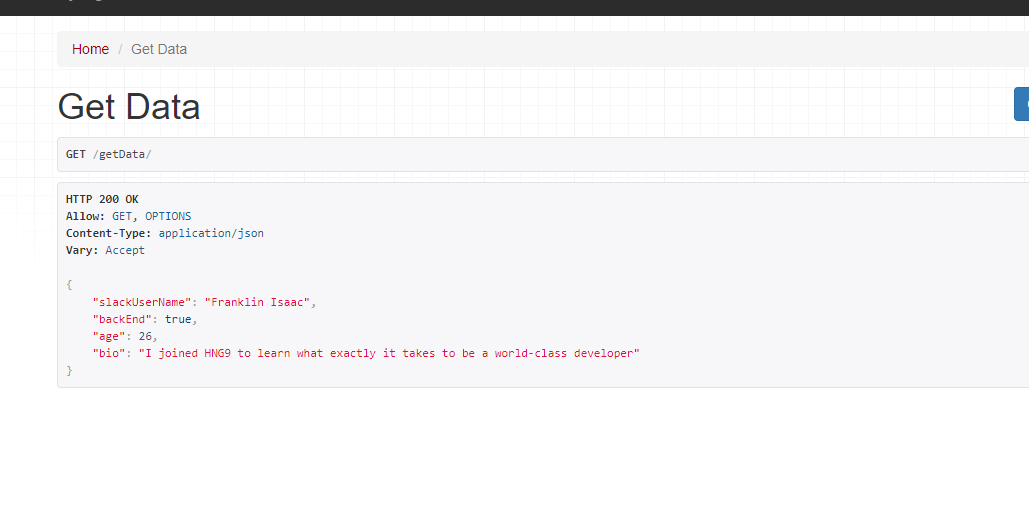 Home / Get Data
Get Data
GET /getData/
HTTP 200 OK
Allow: GET, OPTIONS
Content-Type: application/json
Vary: Accept
{
"slackUserName": "Franklin Isaac",
"backEnd": true,
"age": 26,
"bio": "I joined HNG9 to learn what exactly it takes to be a world-class developer"
}